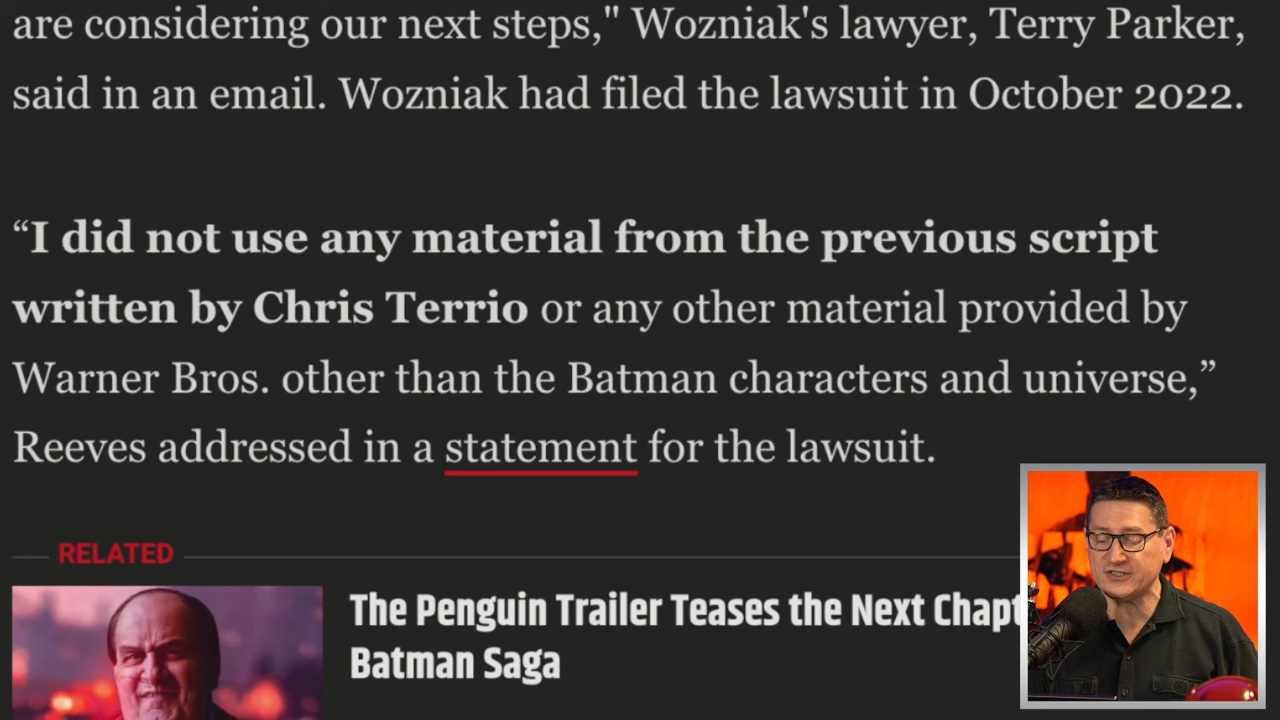 are considering our next steps," Wozniak's lawyer, Terry Parker,
said in an email. Wozniak had filed the lawsuit in October 2022.
“I did not use any material from the previous script
written by Chris Terrio or any other material provided by
Warner Bros. other than the Batman characters and universe,”
Reeves addressed in a statement for the lawsuit.
RELATED
The Penguin Trailer Teases the Next Chapt
Batman Saga